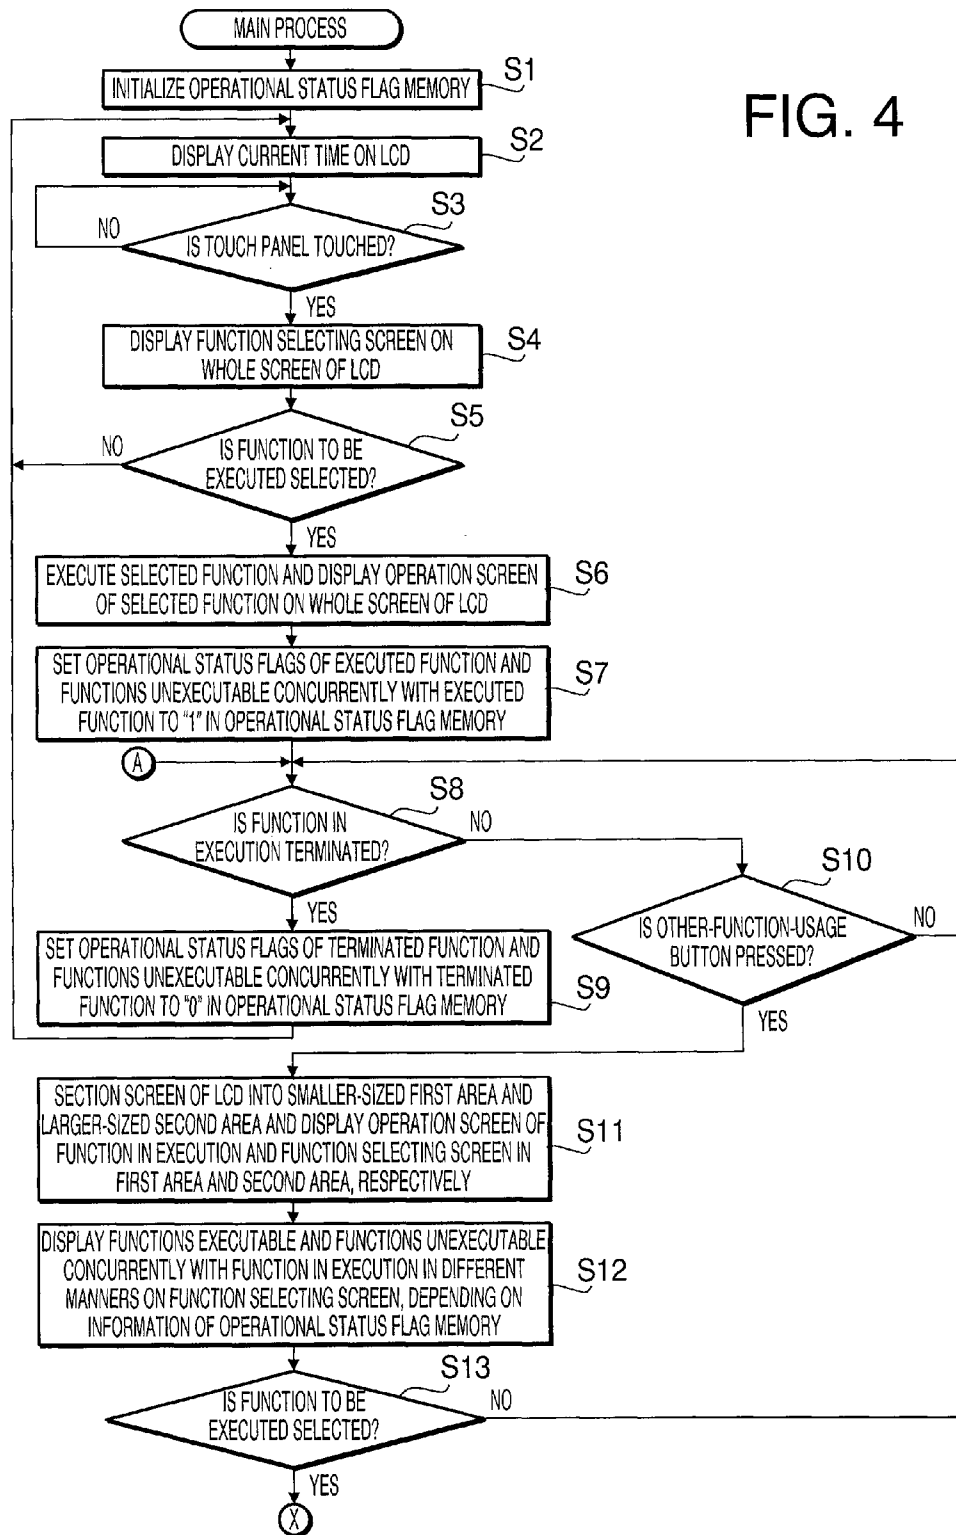 MAIN PROCESS
S1
INITIALIZE OPERATIONAL STATUS FLAG MEMORY
FIG. 4
S2
DISPLAY CURRENT TIME ON LCD
S3
NO
IS TOUCH PANEL TOUCHED?
YES
DISPLAY FUNCTION SELECTING SCREEN ON
WHOLE SCREEN OF LCD
S4
S5
NO
IS FUNCTION TO BE
EXECUTED SELECTED?
YES
EXECUTE SELECTED FUNCTION AND DISPLAY OPERATION SCREEN
OF SELECTED FUNCTION ON WHOLE SCREEN OF LCD
S6
SET OPERATIONAL STATUS FLAGS OF EXECUTED FUNCTION AND
FUNCTIONS UNEXECUTABLE CONCURRENTLY WITH EXECUTED
FUNCTION TO "1" IN OPERATIONAL STATUS FLAG MEMORY
S7
A
S8
IS FUNCTION IN
EXECUTION TERMINATED?
NO
YES
S10
IS OTHER-FUNCTION-USAGE
BUTTON PRESSED?
NO
YES
SET OPERATIONAL STATUS FLAGS OF TERMINATED FUNCTION AND
FUNCTIONS UNEXECUTABLE CONCURRENTLY WITH TERMINATED
FUNCTION TO "0" IN OPERATIONAL STATUS FLAG MEMORY
S9
SECTION SCREEN OF LCD INTO SMALLER-SIZED FIRST AREA AND
LARGER-SIZED SECOND AREA AND DISPLAY OPERATION SCREEN OF
FUNCTION IN EXECUTION AND FUNCTION SELECTING SCREEN IN
FIRST AREA AND SECOND AREA, RESPECTIVELY
S11
DISPLAY FUNCTIONS EXECUTABLE AND FUNCTIONS UNEXECUTABLE
CONCURRENTLY WITH FUNCTION IN EXECUTION IN DIFFERENT
MANNERS ON FUNCTION SELECTING SCREEN, DEPENDING ON
INFORMATION OF OPERATIONAL STATUS FLAG MEMORY
S12
S13
IS FUNCTION TO BE
EXECUTED SELECTED?
NO
YES
X